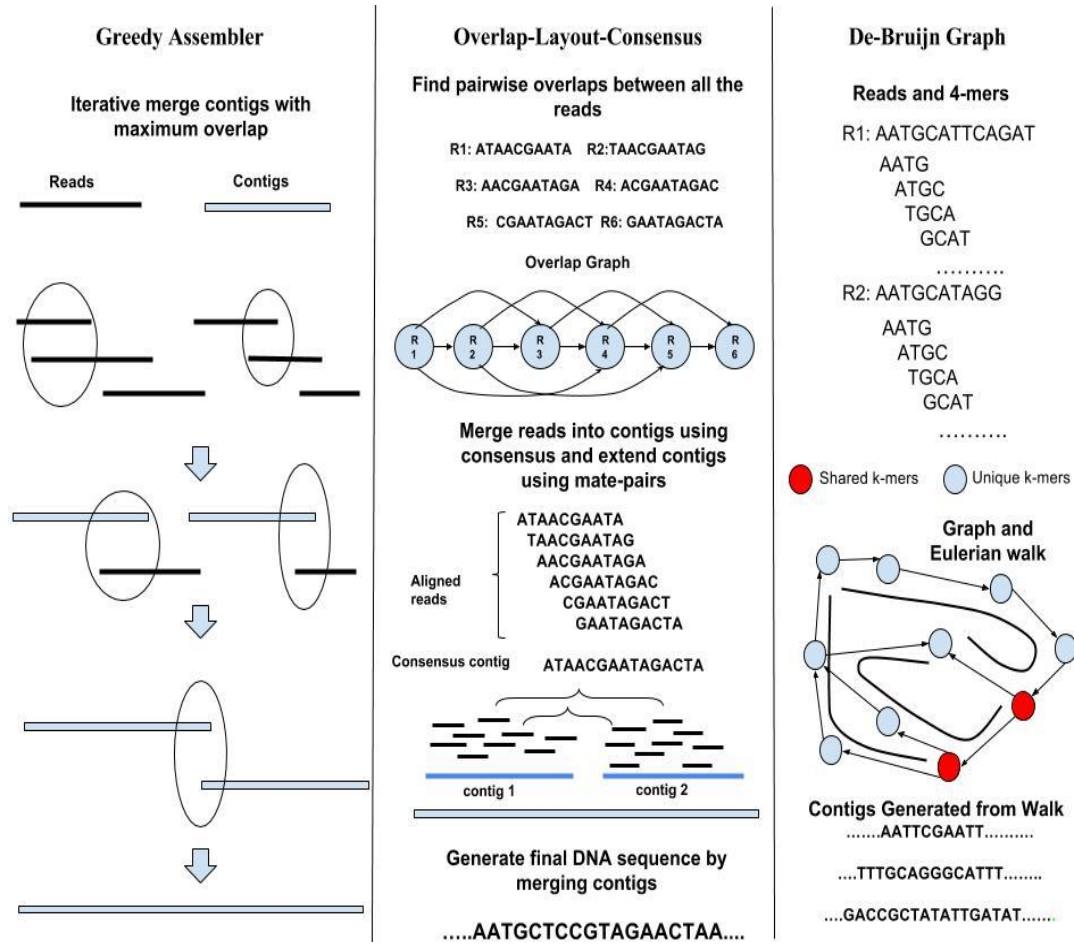 Greedy Assembler
Iterative merge contigs with
maximum overlap
Reads
Contigs
Overlap-Layout-Consensus
Find pairwise overlaps between all the
reads
R1: ATAACGAATA R2:TAACGAATAG
R3: AACGAATAGA R4: ACGAATAGAC
R5 CGAATAGACT R6: GAATAGACTA
Overlap Graph
R
1
R
2
R
3
R
4
R
5
R
6
Merge reads into contigs using
consensus and extend contigs
using mate-pairs
Aligned
reads
ATAACGAATA
TAACGAATAG
AACGAATAGA
ACGAATAGAC
CGAATAGACT
GAATAGACTA
Consensus contig ATAACGAATAGACTA
contig 1
contig 2
Generate final DNA sequence by
merging contigs
.....AATGCTCCGTAGAACTAA....
De-Bruijn Graph
Reads and 4-mers
R1: AATGCATTCAGAT
AATG
ATGC
TGCA
GCAT
..........
R2: AATGCATAGG
AATG
ATGC
TGCA
GCAT
..........
Shared k-mers
Unique k-mers
Graph and
Eulerian walk
Contigs Generated from Walk
.......AATTCGAATT..........
....TTTGCAGGGCATTT........
....GACCGCTATATTGATAT.......